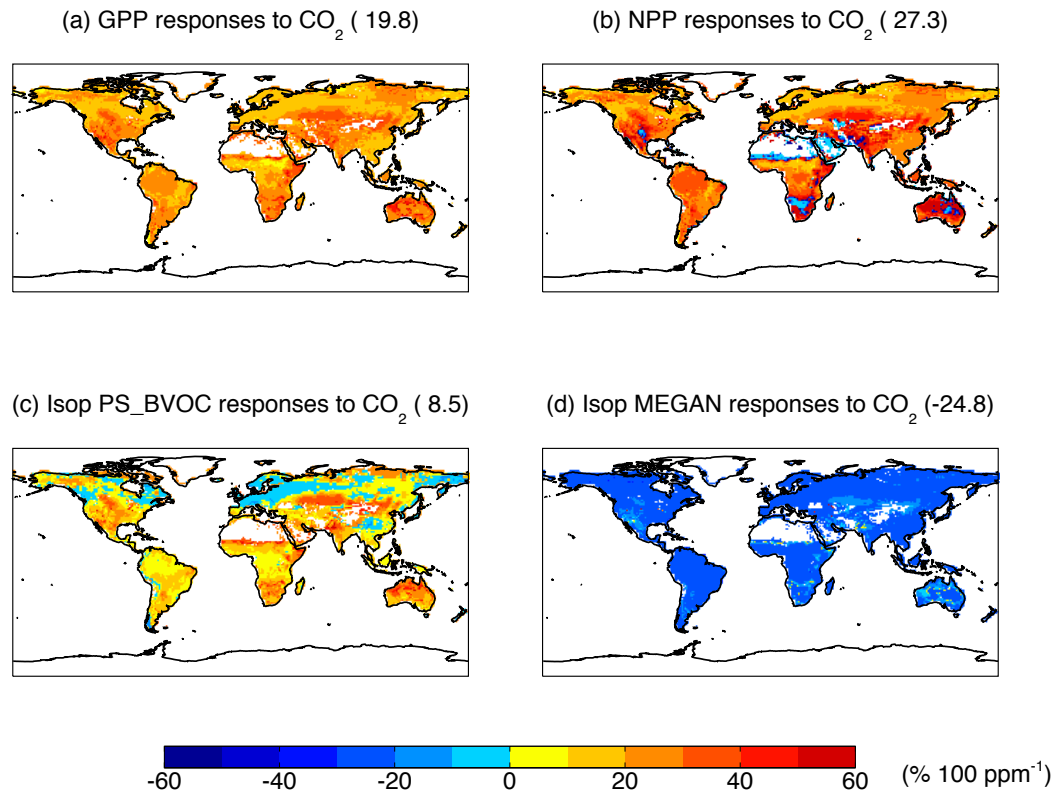 (a) GPP responses to CO2 ( 19.8)
(b) NPP responses to CO2 ( 27.3)
(c) Isop PS_BVOC responses to CO2 ( 8.5)
(d) Isop MEGAN responses to CO2 (-24.8)
-60 -40 -20 0 20 40 60 (% 100 ppm-1)